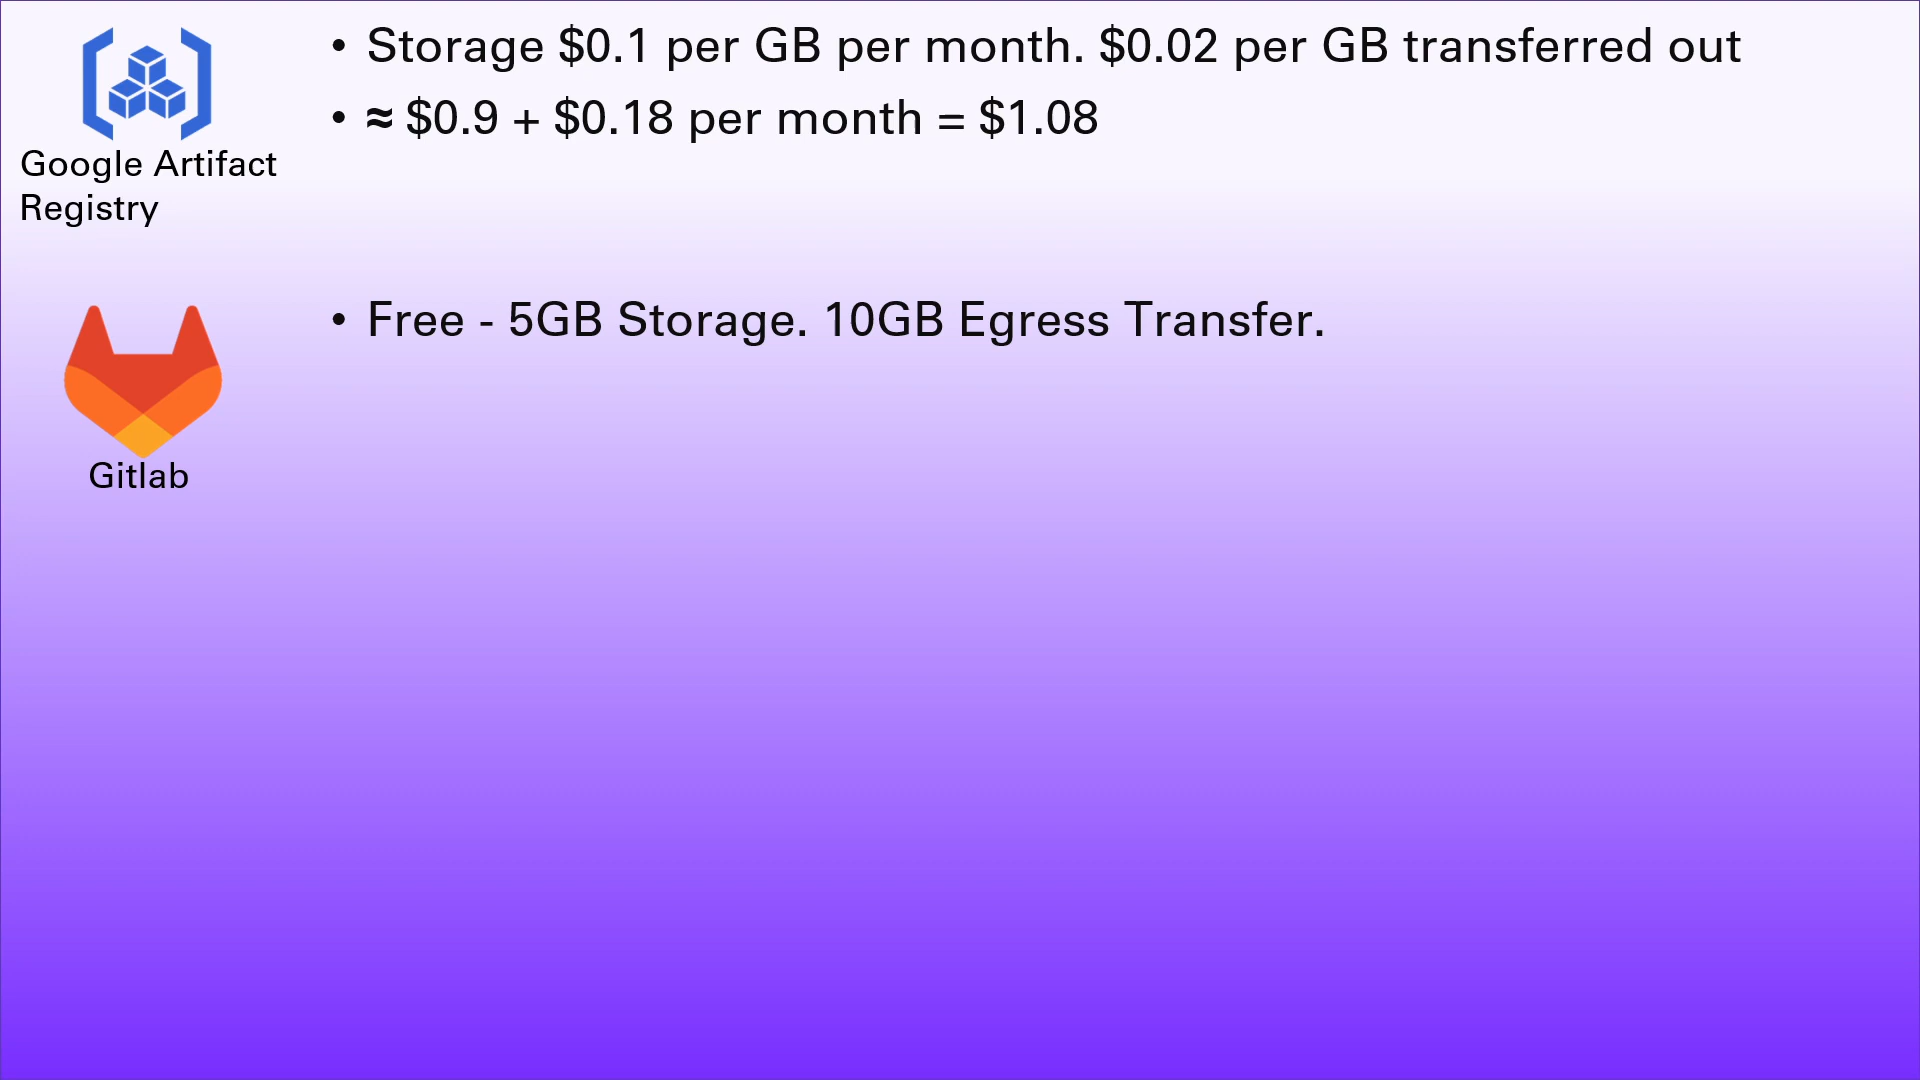 • Storage $0.1 per GB per month. $0.02 per GB transferred out
• ≈ $0.9 + $0.18 per month = $1.08
Google Artifact
Registry
• Free - 5GB Storage. 10GB Egress Transfer.
Gitlab